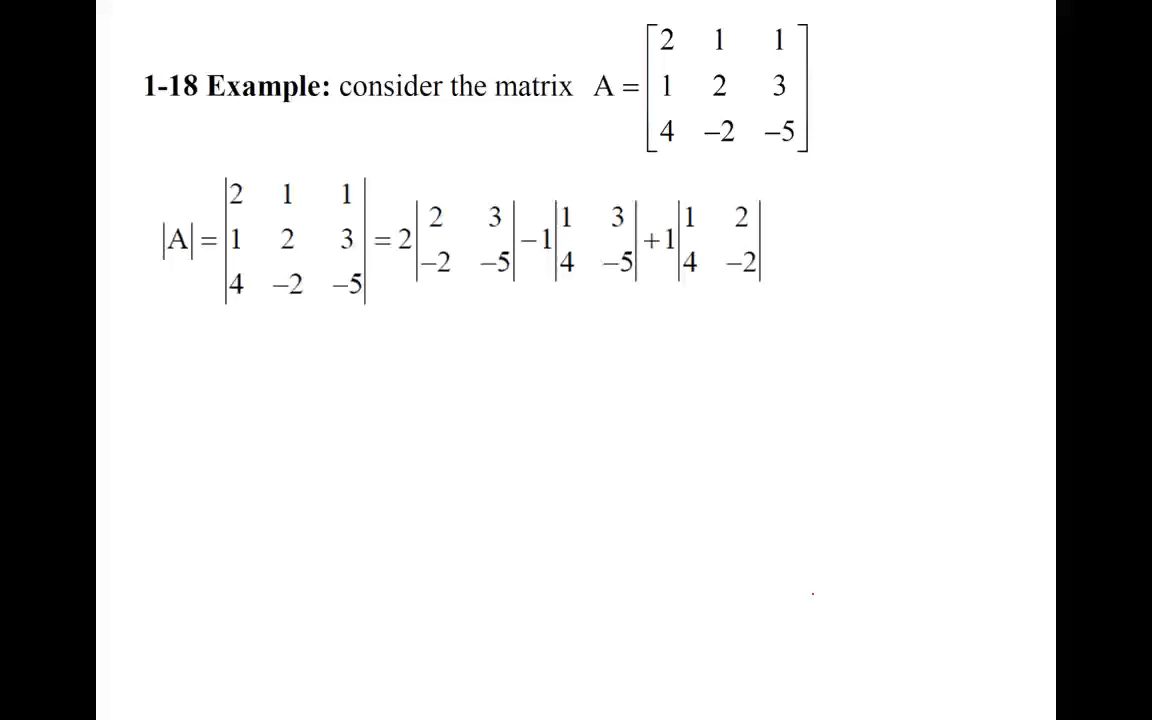 1-18 Example: consider the matrix A = [2 1 1; 1 2 3; 4 −2 −5]
|A| = |2 1 1; 1 2 3; 4 −2 −5| = 2|2 3; −2 −5| − 1|1 3; 4 −5| + 1|1 2; 4 −2|